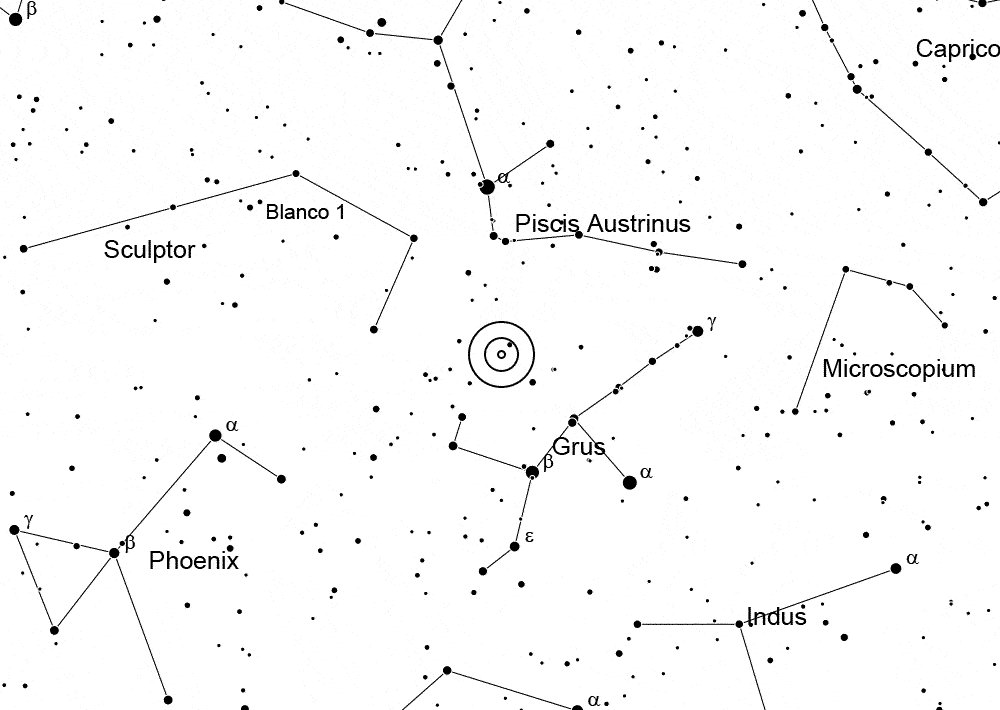 β
Caprico
α
Blanco 1
Piscis Austrinus
Sculptor
γ
Microscopium
α
Grus
β
α
γ
ε
β
Phoenix
α
Indus
α